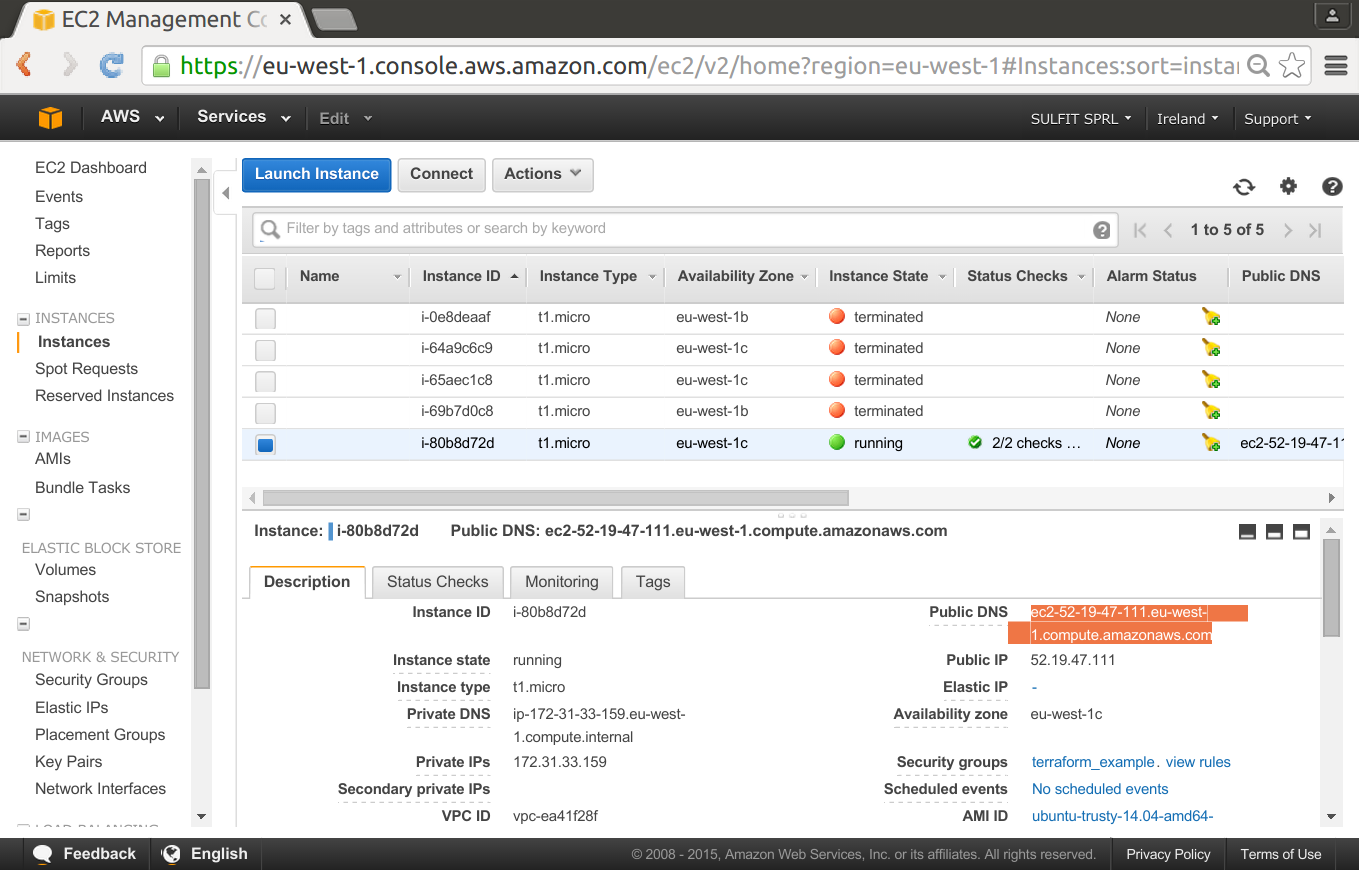 EC2 Management Co
https://eu-west-1.console.aws.amazon.com/ec2/v2/home?region=eu-west-1#Instances:sort=instan
AWS Services Edit SULFIT SPRL Ireland Support
EC2 Dashboard
Events
Tags
Reports
Limits
INSTANCES
Instances
Spot Requests
Reserved Instances
IMAGES
AMIs
Bundle Tasks
ELASTIC BLOCK STORE
Volumes
Snapshots
NETWORK & SECURITY
Security Groups
Elastic IPs
Placement Groups
Key Pairs
Network Interfaces
LOAD BALANCING
Launch Instance Connect Actions
Filter by tags and attributes or search by keyword
1 to 5 of 5
Name Instance ID Instance Type Availability Zone Instance State Status Checks Alarm Status Public DNS
i-0e8deaaf t1.micro eu-west-1b terminated None
i-64a9c6c9 t1.micro eu-west-1c terminated None
i-65aec1c8 t1.micro eu-west-1c terminated None
i-69b7d0c8 t1.micro eu-west-1b terminated None
i-80b8d72d t1.micro eu-west-1c running 2/2 checks … None ec2-52-19-47-11
Instance: i-80b8d72d Public DNS: ec2-52-19-47-111.eu-west-1.compute.amazonaws.com
Description Status Checks Monitoring Tags
Instance ID i-80b8d72d
Public DNS ec2-52-19-47-111.eu-west-
1.compute.amazonaws.com
Instance state running
Public IP 52.19.47.111
Instance type t1.micro
Elastic IP -
Private DNS ip-172-31-33-159.eu-west-
1.compute.internal
Availability zone eu-west-1c
Private IPs 172.31.33.159
Security groups terraform_example. view rules
Secondary private IPs
Scheduled events No scheduled events
VPC ID vpc-ea41f28f
AMI ID ubuntu-trusty-14.04-amd64-
Feedback English © 2008 - 2015, Amazon Web Services, Inc. or its affiliates. All rights reserved. Privacy Policy Terms of Use